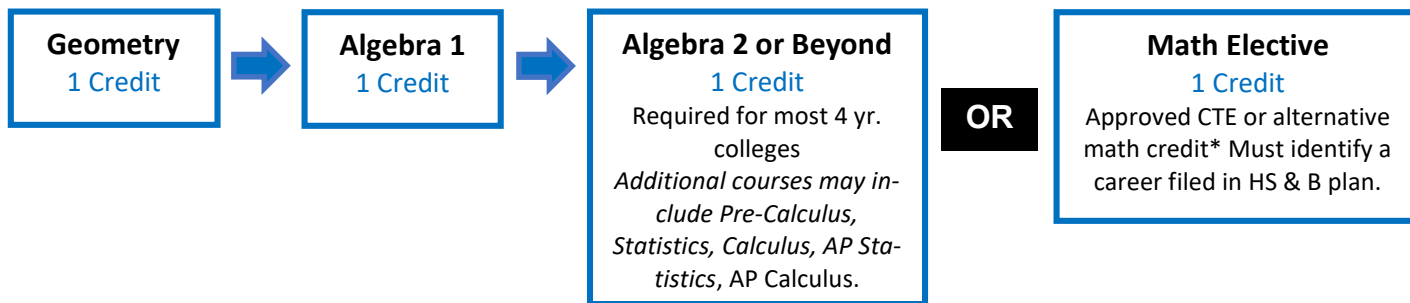 Geometry
1 Credit
Algebra 1
1 Credit
Algebra 2 or Beyond
1 Credit
Required for most 4 yr.
colleges
Additional courses may in-
clude Pre-Calculus,
Statistics, Calculus, AP Sta-
tistics, AP Calculus.
OR
Math Elective
1 Credit
Approved CTE or alternative
math credit* Must identify a
career filed in HS & B plan.